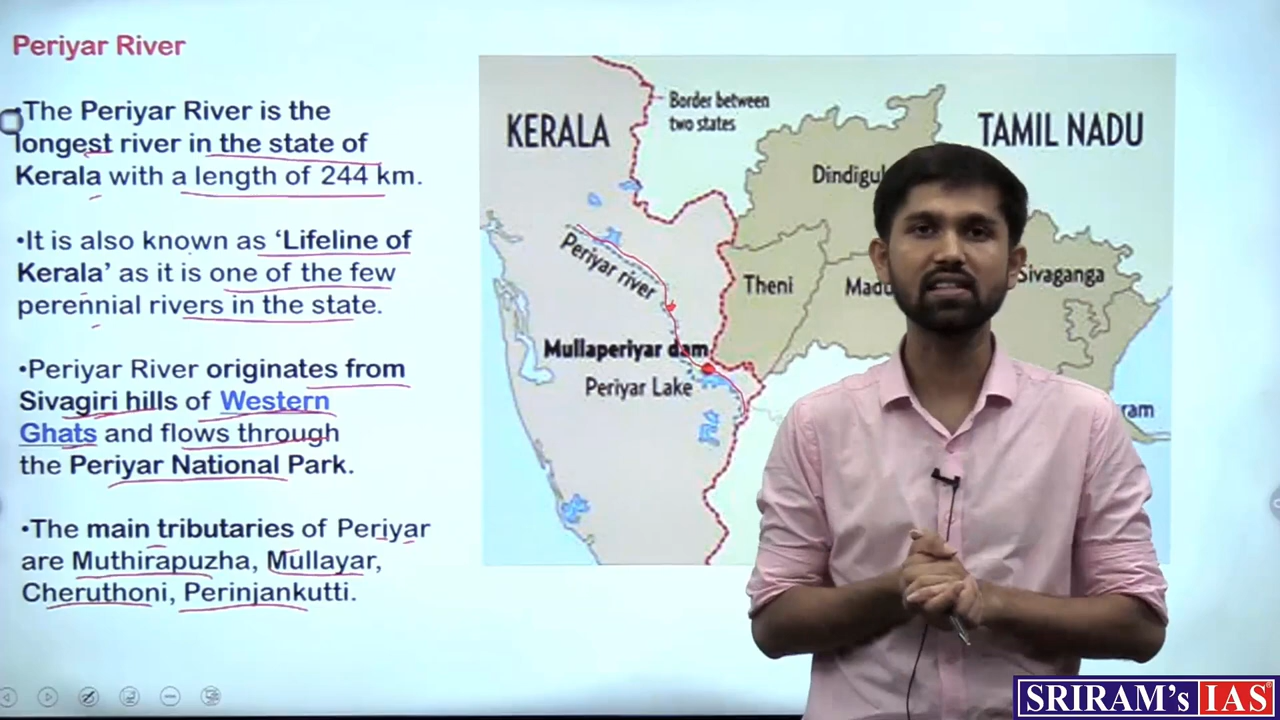 Periyar River
•The Periyar River is the
longest river in the state of
Kerala with a length of 244 km.
•It is also known as ‘Lifeline of
Kerala’ as it is one of the few
perennial rivers in the state.
•Periyar River originates from
Sivagiri hills of Western
Ghats and flows through
the Periyar National Park.
•The main tributaries of Periyar
are Muthirapuzha, Mullayar,
Cheruthoni, Perinjankutti.
KERALA
Border between
two states
TAMIL NADU
Dindigul
Periyar river
Theni
Madu
Sivaganga
Mullaperiyar dam
Periyar Lake
ram
SRIRAM's IAS